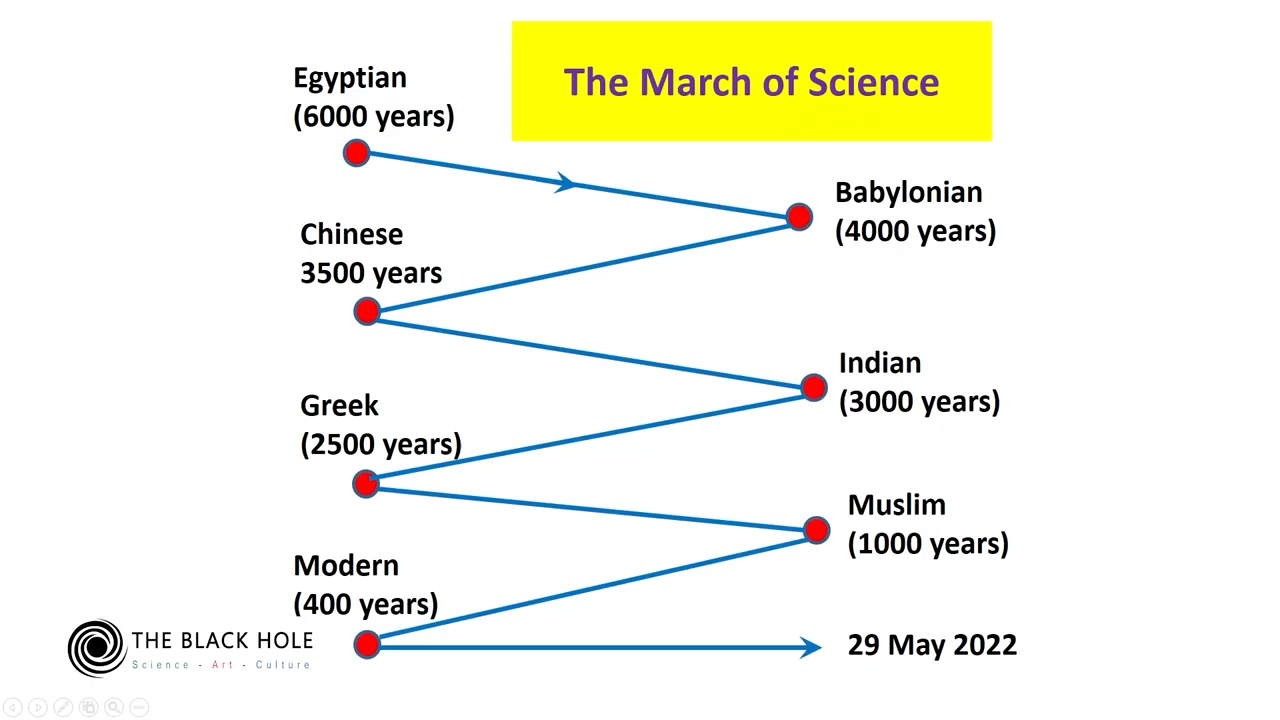 The March of Science
Egyptian
(6000 years)
Babylonian
(4000 years)
Chinese
3500 years
Indian
(3000 years)
Greek
(2500 years)
Muslim
(1000 years)
Modern
(400 years)
29 May 2022
THE BLACK HOLE
Science - Art - Culture